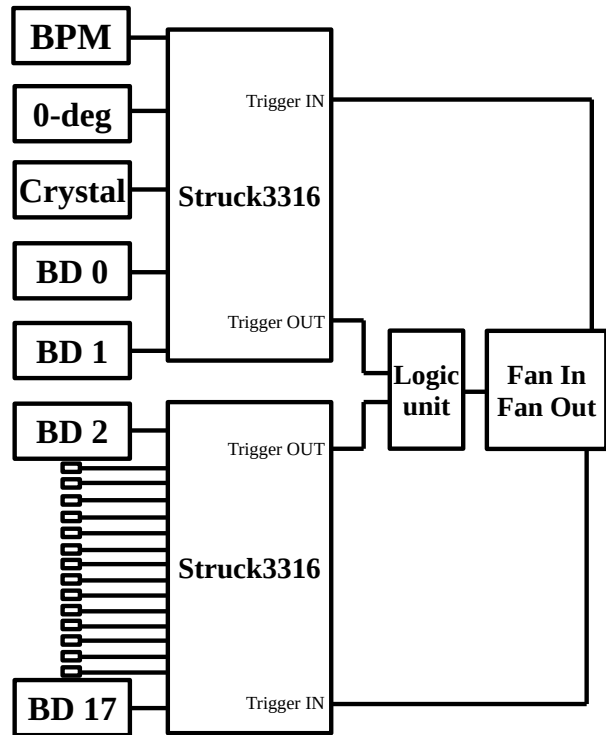 BPM
0-deg
Crystal
BD 0
BD 1
Trigger IN
Struck3316
Trigger OUT
Logic
unit
Fan In
Fan Out
BD 2
Trigger OUT
Struck3316
BD 17
Trigger IN